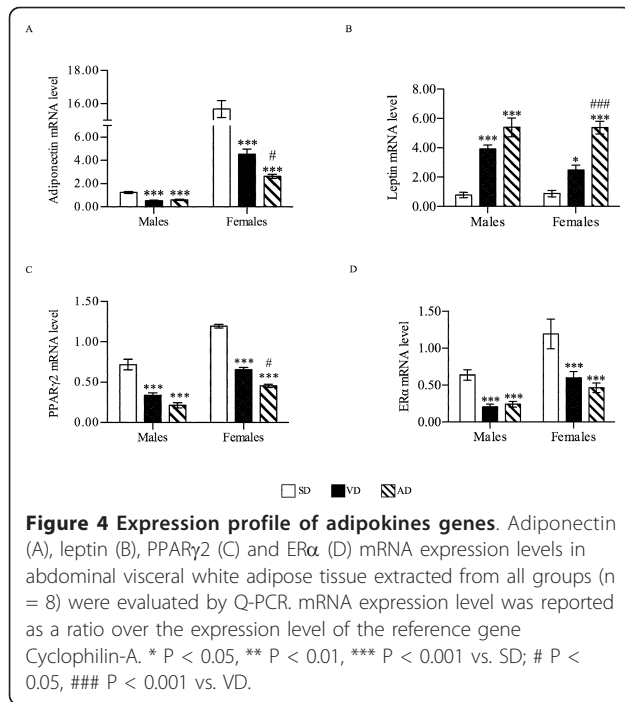 A
Adiponectin mRNA level
18.00
16.00
6.00
4.00
2.00
0.00
*** ***
***
#
***
Males Females
B
Leptin mRNA level
8.00
6.00
4.00
2.00
0.00
***
***
*
###
***
Males Females
C
PPARγ2 mRNA level
1.50
1.00
0.50
0.00
***
***
***
#
***
Males Females
D
ERα mRNA level
1.50
1.00
0.50
0.00
*** ***
***
***
Males Females
SD VD AD
Figure 4 Expression profile of adipokines genes. Adiponectin
(A), leptin (B), PPARγ2 (C) and ERα (D) mRNA expression levels in
abdominal visceral white adipose tissue extracted from all groups (n
= 8) were evaluated by Q-PCR. mRNA expression level was reported
as a ratio over the expression level of the reference gene
Cyclophilin-A. * P < 0.05, ** P < 0.01, *** P < 0.001 vs. SD; # P <
0.05, ### P < 0.001 vs. VD.